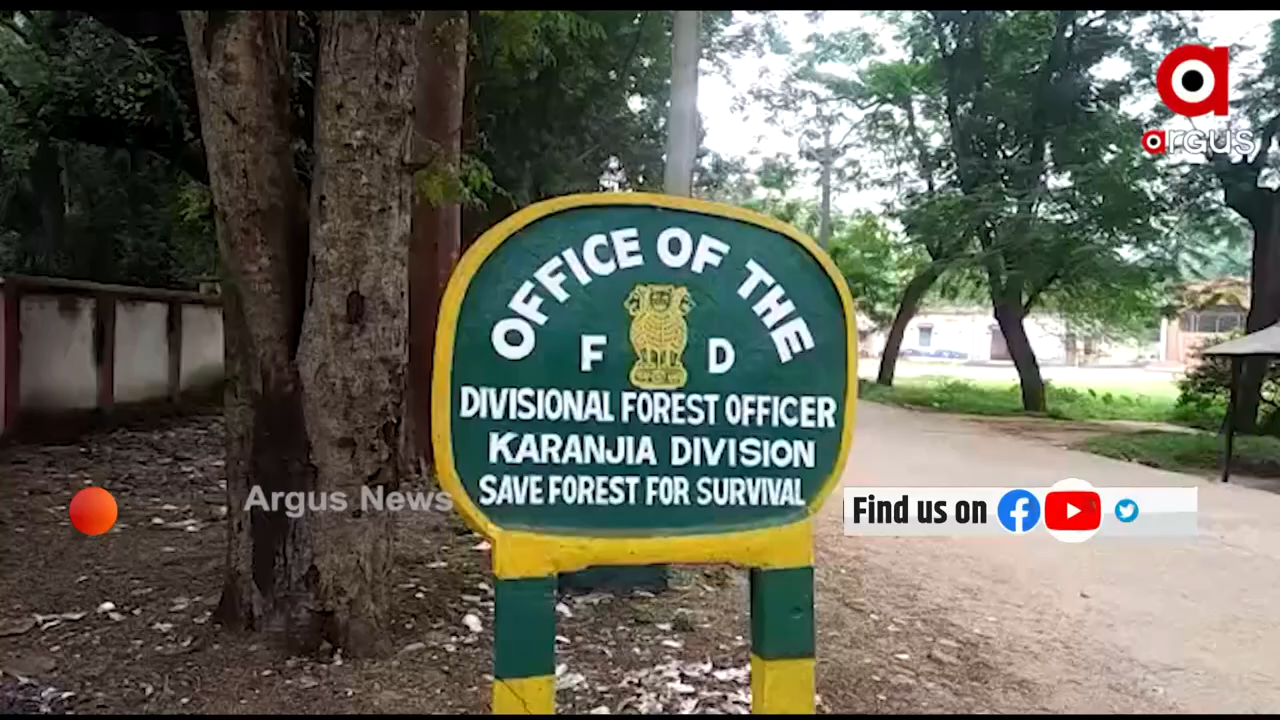 argus
OFFICE OF THE
F D
DIVISIONAL FOREST OFFICER
KARANJIA DIVISION
SAVE FOREST FOR SURVIVAL
Argus News
Find us on